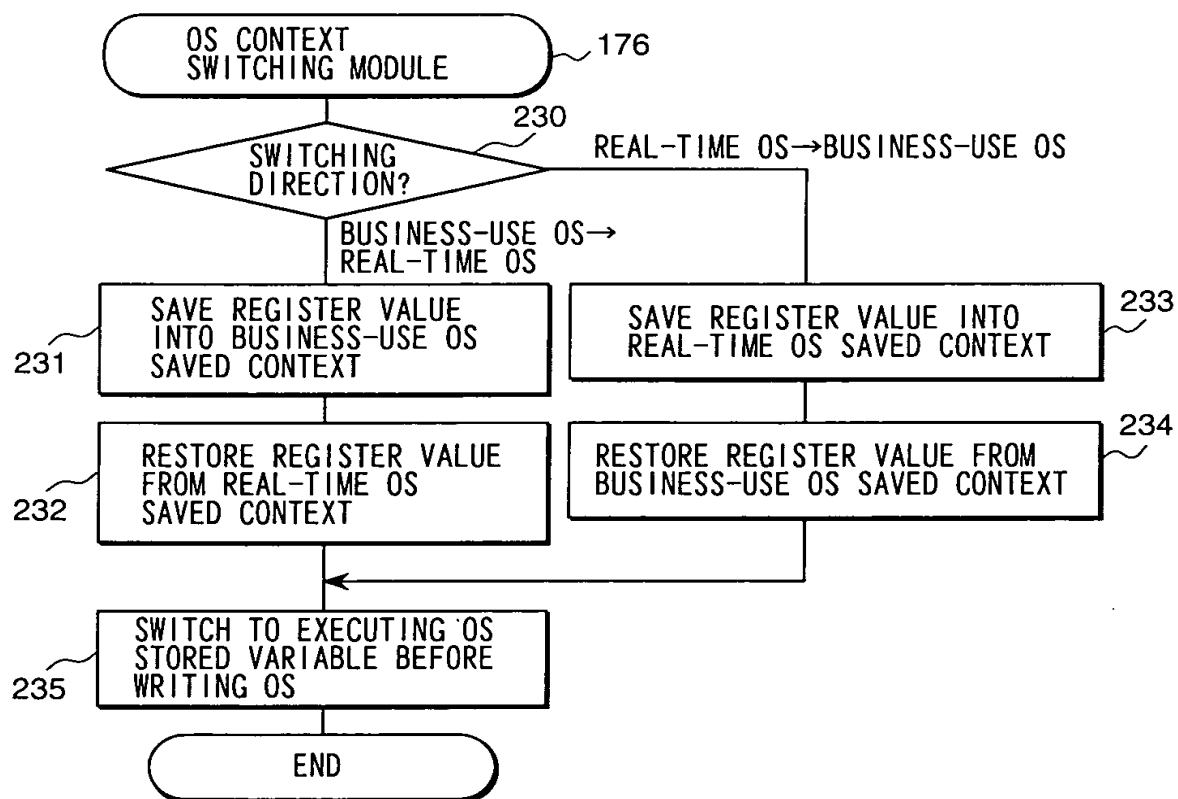 OS CONTEXT
SWITCHING MODULE
176
230
SWITCHING
DIRECTION?
REAL-TIME OS→BUSINESS-USE OS
BUSINESS-USE OS→
REAL-TIME OS
SAVE REGISTER VALUE
INTO BUSINESS-USE OS
SAVED CONTEXT
231
SAVE REGISTER VALUE INTO
REAL-TIME OS SAVED CONTEXT
233
RESTORE REGISTER VALUE
FROM REAL-TIME OS
SAVED CONTEXT
232
RESTORE REGISTER VALUE FROM
BUSINESS-USE OS SAVED CONTEXT
234
SWITCH TO EXECUTING OS
STORED VARIABLE BEFORE
WRITING OS
235
END